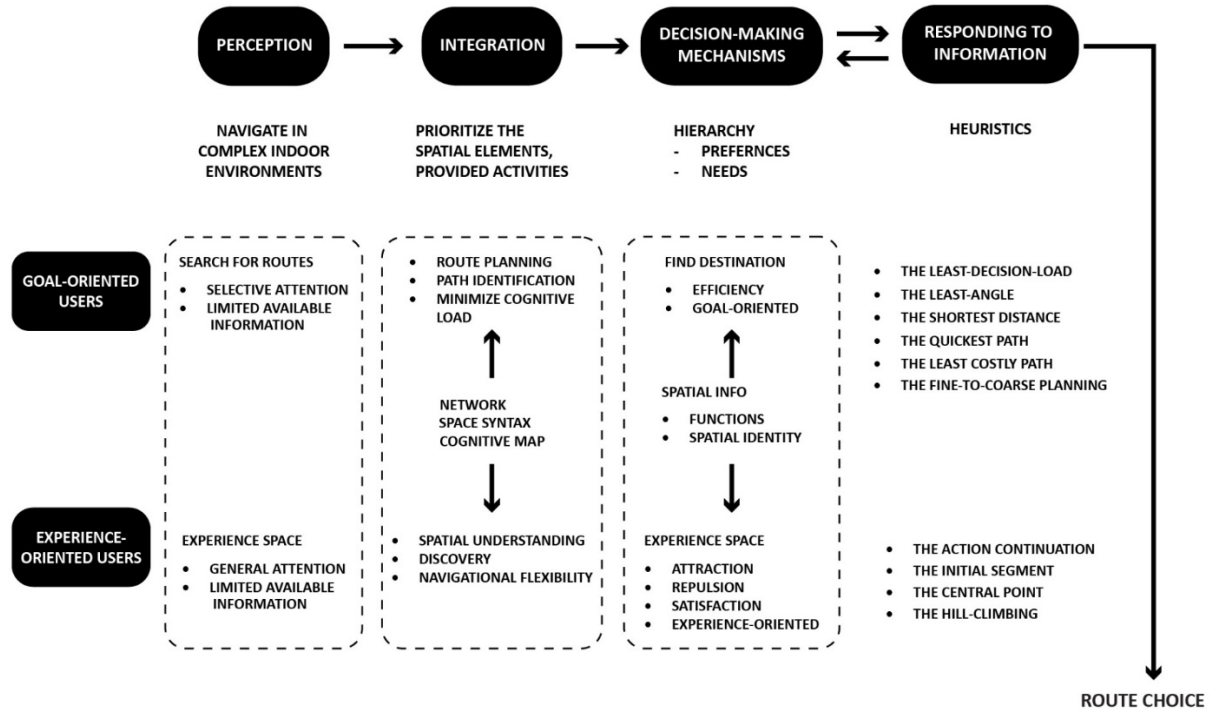 PERCEPTION
INTEGRATION
DECISION-MAKING
MECHANISMS
RESPONDING TO
INFORMATION
NAVIGATE IN
COMPLEX INDOOR
ENVIRONMENTS
PRIORITIZE THE
SPATIAL ELEMENTS,
PROVIDED ACTIVITIES
HIERARCHY
- PREFERNCES
- NEEDS
HEURISTICS
GOAL-ORIENTED
USERS
SEARCH FOR ROUTES
• SELECTIVE ATTENTION
• LIMITED AVAILABLE
INFORMATION
• ROUTE PLANNING
• PATH IDENTIFICATION
• MINIMIZE COGNITIVE
LOAD
NETWORK
SPACE SYNTAX
COGNITIVE MAP
FIND DESTINATION
• EFFICIENCY
• GOAL-ORIENTED
SPATIAL INFO
• FUNCTIONS
• SPATIAL IDENTITY
• THE LEAST-DECISION-LOAD
• THE LEAST-ANGLE
• THE SHORTEST DISTANCE
• THE QUICKEST PATH
• THE LEAST COSTLY PATH
• THE FINE-TO-COARSE PLANNING
EXPERIENCE-
ORIENTED USERS
EXPERIENCE SPACE
• GENERAL ATTENTION
• LIMITED AVAILABLE
INFORMATION
• SPATIAL UNDERSTANDING
• DISCOVERY
• NAVIGATIONAL FLEXIBILITY
EXPERIENCE SPACE
• ATTRACTION
• REPULSION
• SATISFACTION
• EXPERIENCE-ORIENTED
• THE ACTION CONTINUATION
• THE INITIAL SEGMENT
• THE CENTRAL POINT
• THE HILL-CLIMBING
ROUTE CHOICE